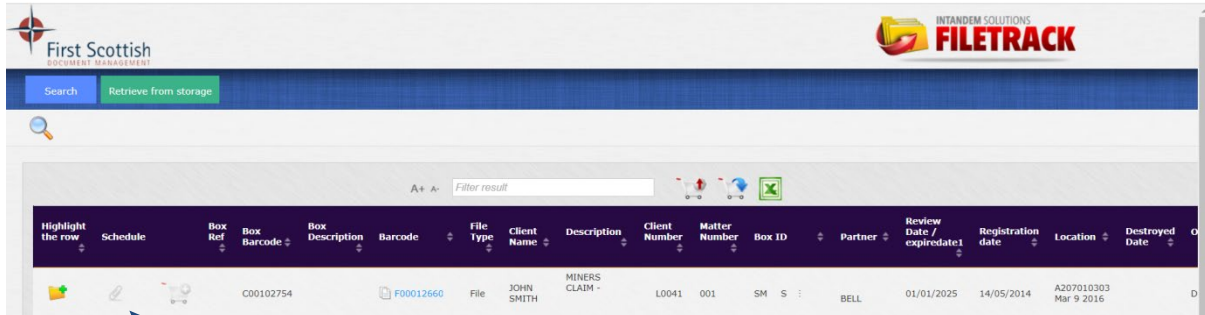 First Scottish
DOCUMENT MANAGEMENT
INTANDEM SOLUTIONS
FILETRACK
Search Retrieve from storage
A+ A- Filter result
Highlight the row Schedule Box Ref Box Barcode Box Description Barcode File Type Client Name Description Client Number Matter Number Box ID Partner Review Date / expiredate1 Registration date Location Destroyed Date O
C00102754 F00012660 File JOHN SMITH MINERS CLAIM - L0041 001 SM S : BELL 01/01/2025 14/05/2014 A207010303 Mar 9 2016 D